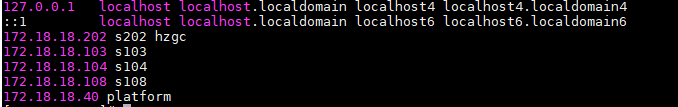 127.0.0.1   localhost localhost.localdomain localhost4 localhost4.localdomain4
::1         localhost localhost.localdomain localhost6 localhost6.localdomain6
172.18.18.202 s202 hzgc
172.18.18.103 s103
172.18.18.104 s104
172.18.18.108 s108
172.18.18.40 platform